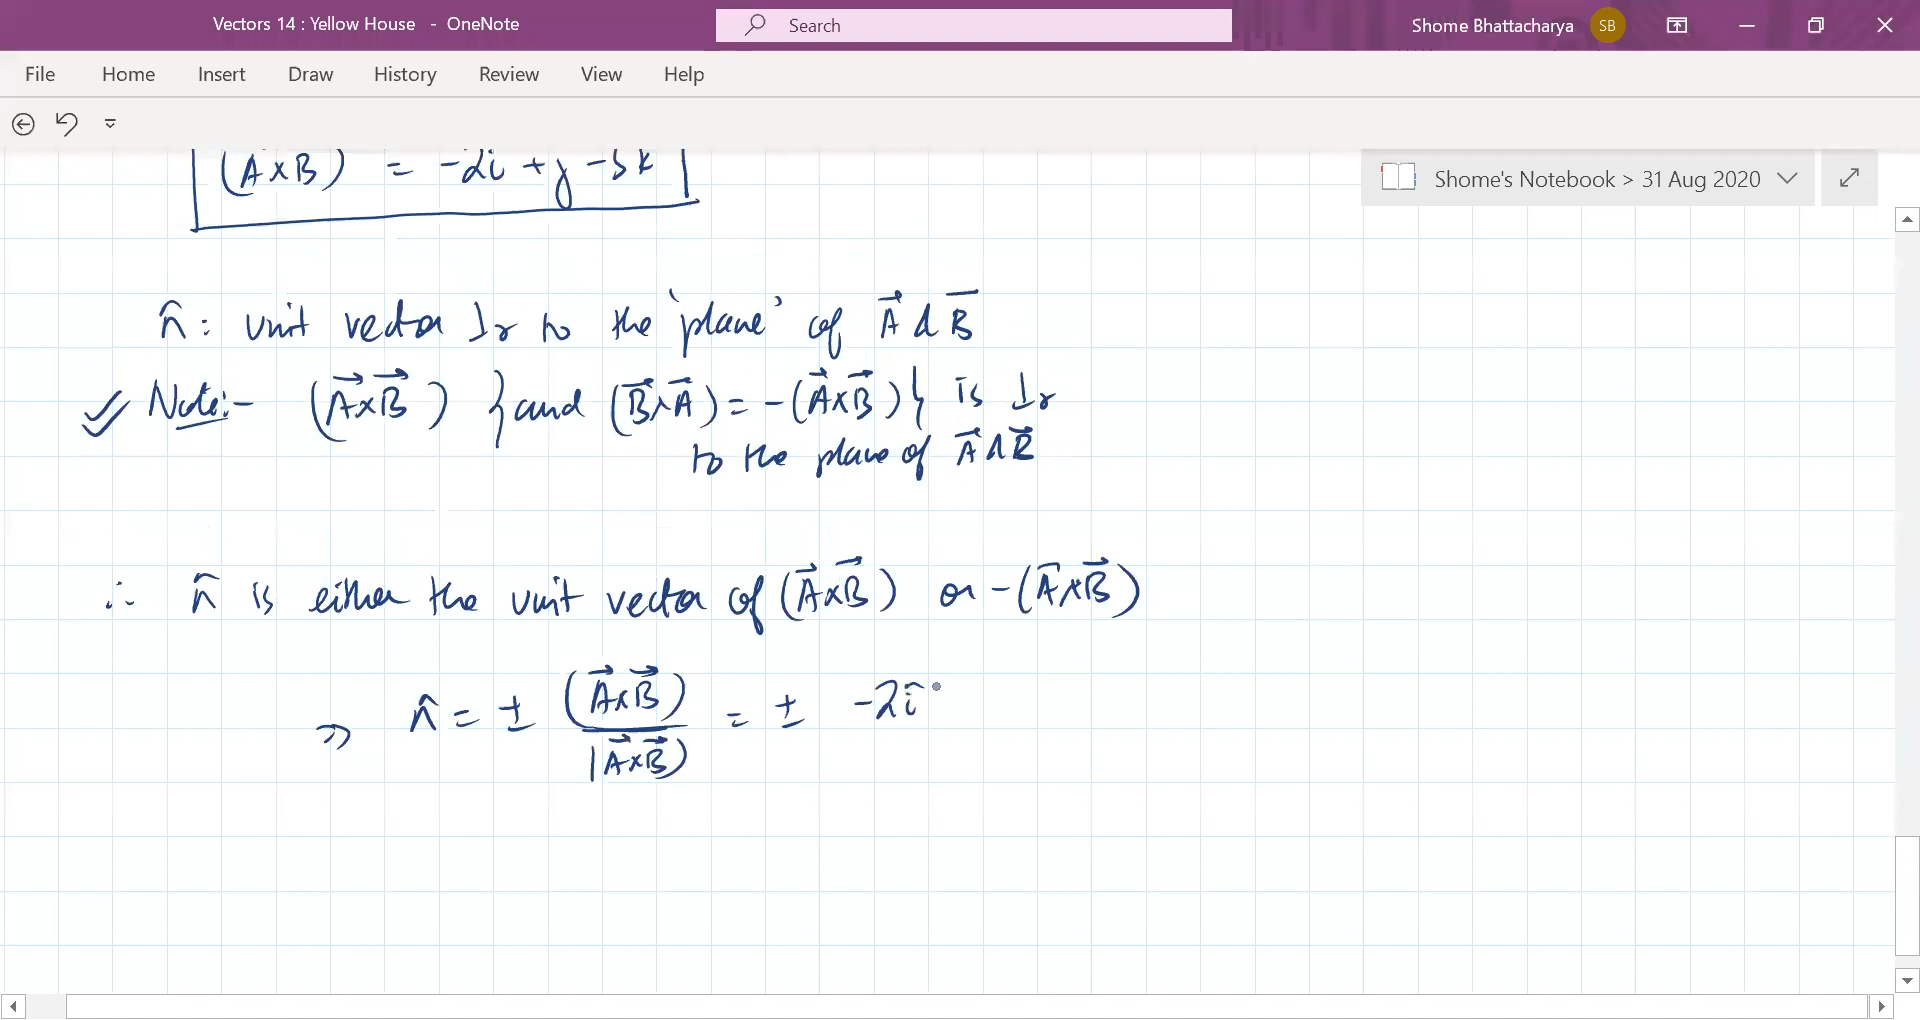 Vectors 14 : Yellow House - OneNote
Search
Shome Bhattacharya SB
File Home Insert Draw History Review View Help
Shome's Notebook > 31 Aug 2020
(A×B) = -2i + j - 5k
n̂ : unit vector ⊥r to the 'plane' of A⃗ & B⃗
Note:- (A⃗×B⃗) } and (B⃗×A⃗) = -(A⃗×B⃗) } is ⊥r
to the plane of A⃗ & B⃗
∴ n̂ is either the unit vector of (A⃗×B⃗) or -(A⃗×B⃗)
⇒ n̂ = ± (A⃗×B⃗) / |A⃗×B⃗| = ± -2î